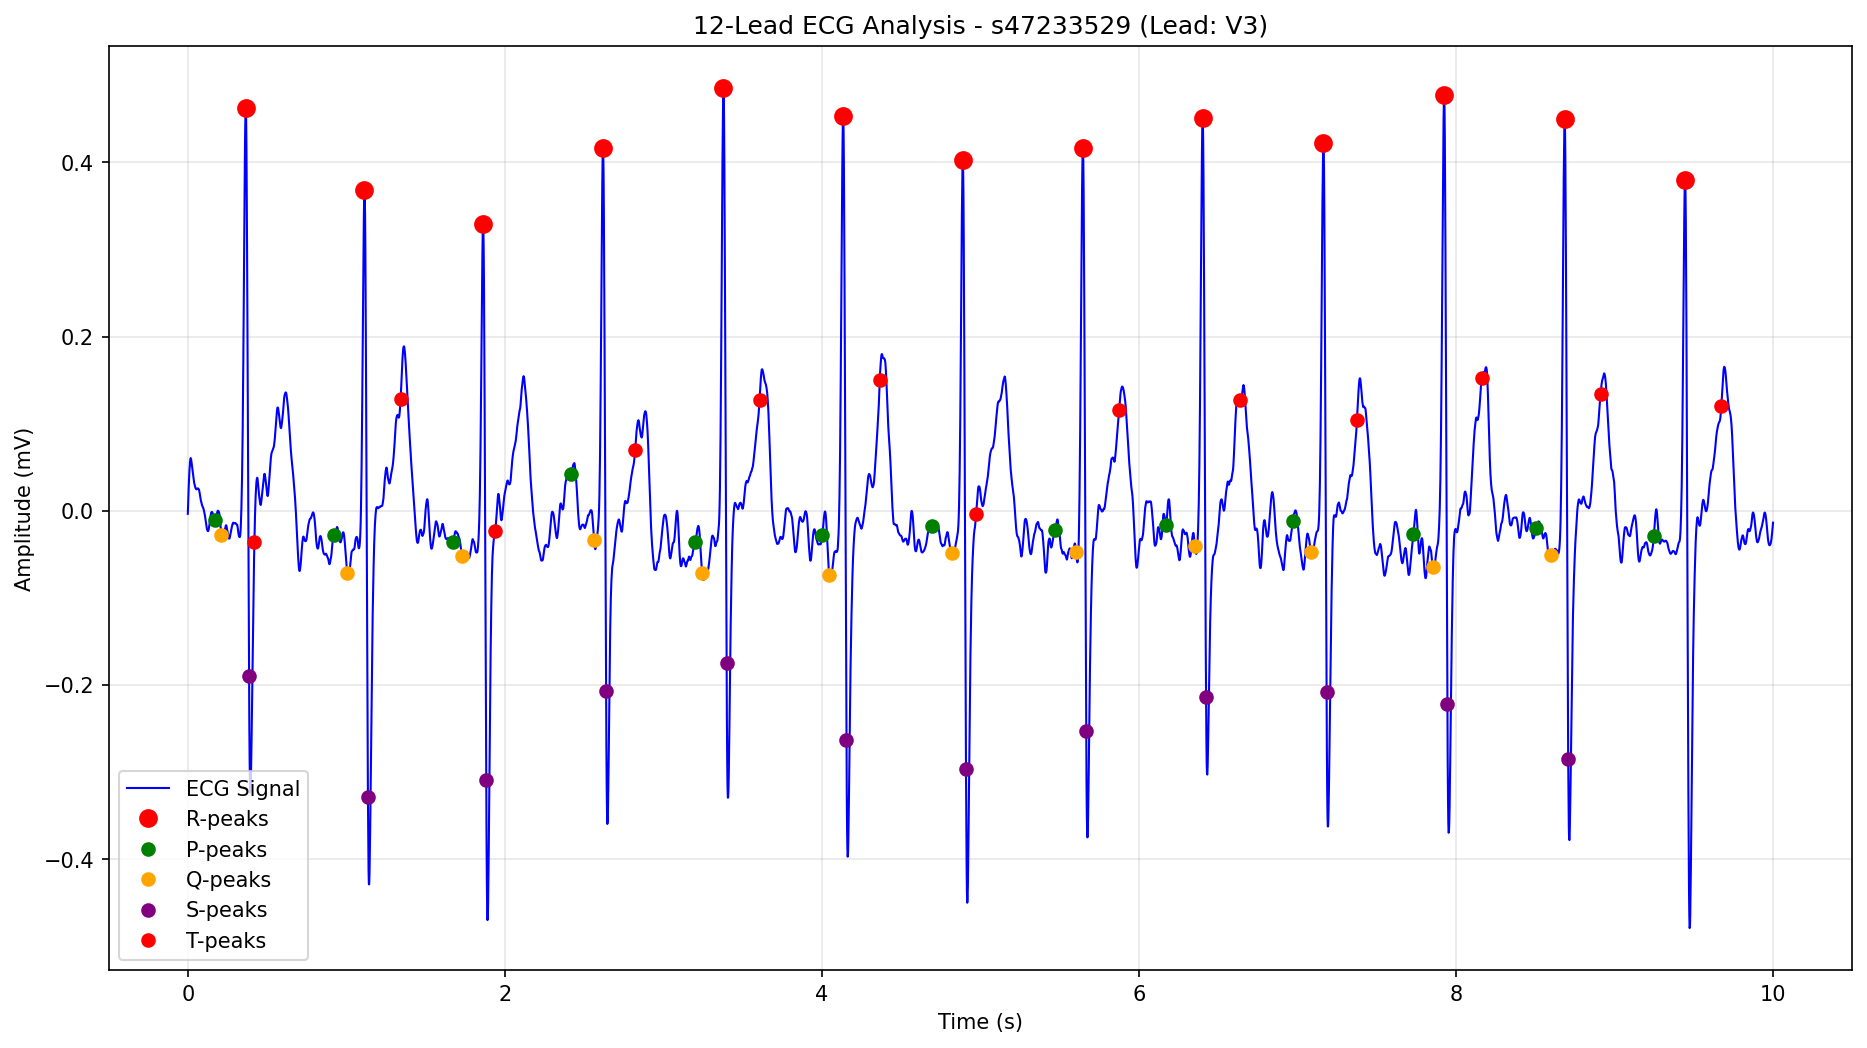 12-Lead ECG Analysis - s47233529 (Lead: V3)
Amplitude (mV)
0.4
0.2
0.0
−0.2
−0.4
ECG Signal
R-peaks
P-peaks
Q-peaks
S-peaks
T-peaks
0 2 4 6 8 10
Time (s)